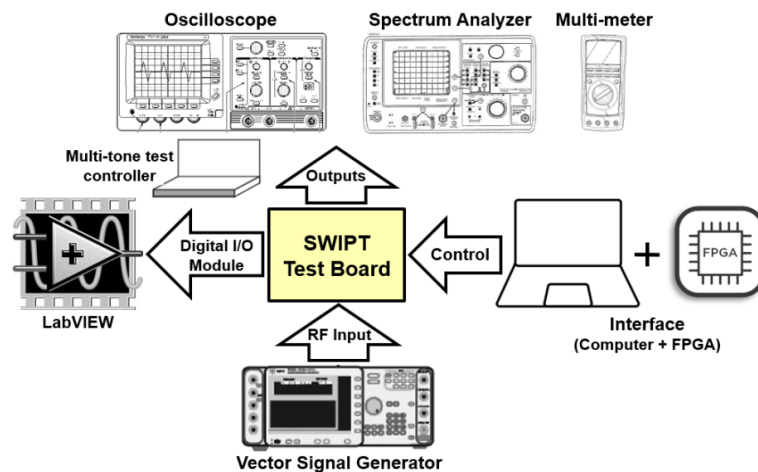 Oscilloscope
Spectrum Analyzer
Multi-meter
Multi-tone test
controller
Outputs
Digital I/O
Module
SWIPT
Test Board
Control
FPGA
LabVIEW
RF Input
Interface
(Computer + FPGA)
Vector Signal Generator